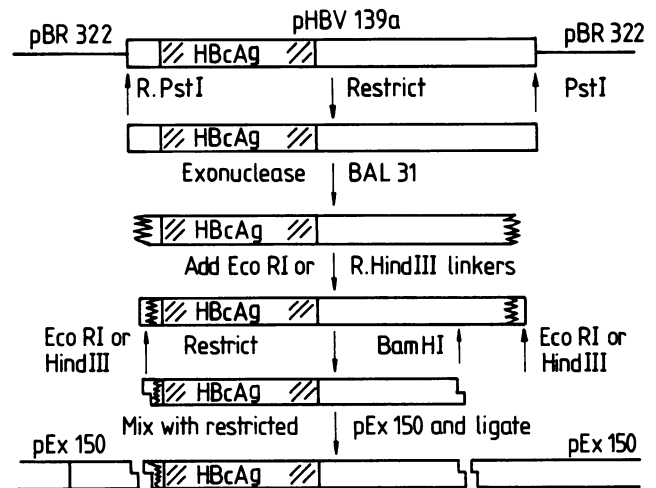 pHBV 139a
pBR 322 pBR 322
HBcAg
R.PstI Restrict PstI
HBcAg
Exonuclease BAL 31
HBcAg
Add Eco RI or R.HindIII linkers
HBcAg
Eco RI or Restrict BamHI Eco RI or
HindIII HindIII
HBcAg
Mix with restricted pEx 150 and ligate
pEx 150 pEx 150
HBcAg